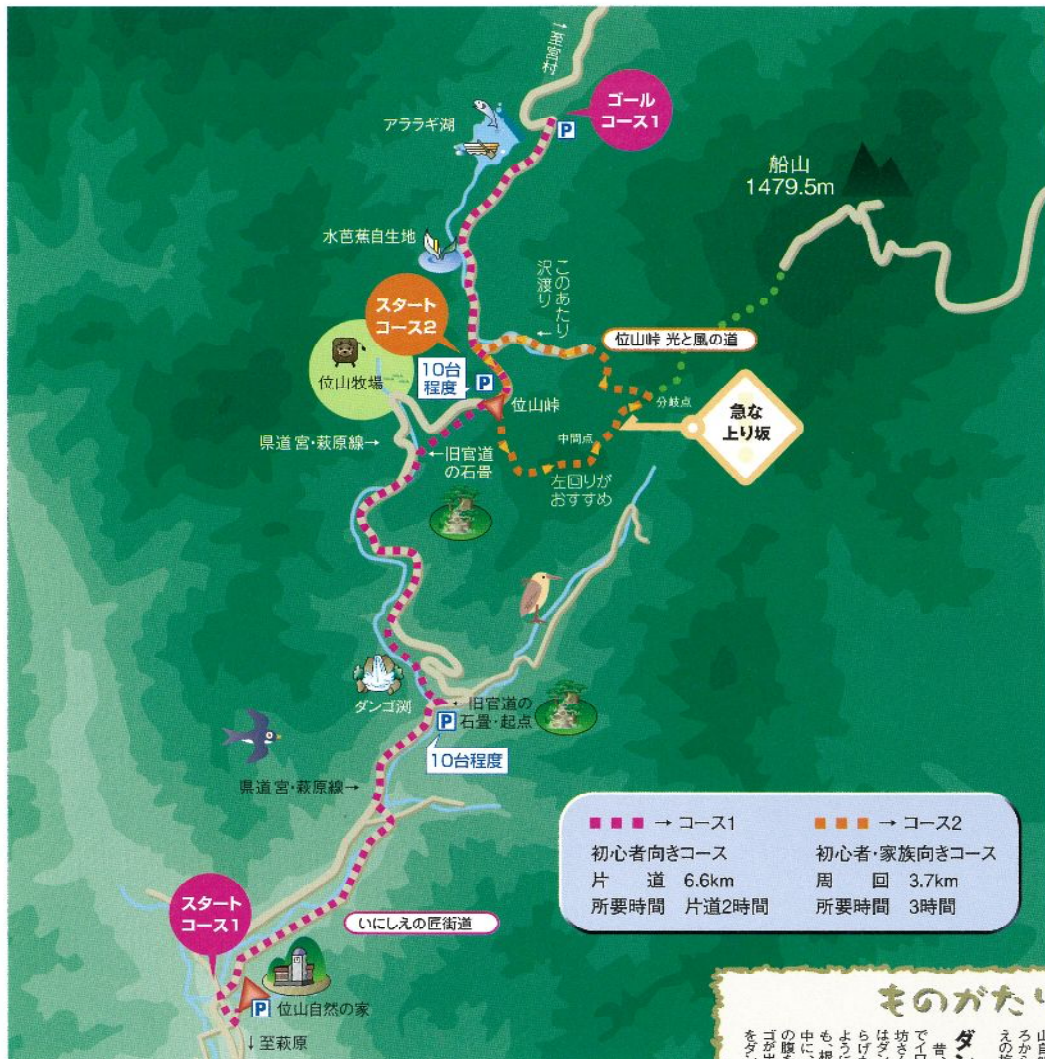 ↑至宮村
ゴール
コース1
P
アララギ湖
船山
1479.5m
水芭蕉自生地
このあたり
沢渡り
↓
スタート
コース2
位山峠 光と風の道
10台
程度
P
位山牧場
位山峠
分岐点
急な
上り坂
県道宮・萩原線→
←旧官道
の石畳
中間点
左回りが
おすすめ
ダンゴ渕
←旧官道の
石畳・起点
P
10台程度
県道宮・萩原線→
→コース1
初心者向きコース
片 道 6.6km
所要時間 片道2時間
→コース2
初心者・家族向きコース
周 回 3.7km
所要時間 3時間
スタート
コース1
いにしえの匠街道
P
位山自然の家
↓至萩原
ものがたり